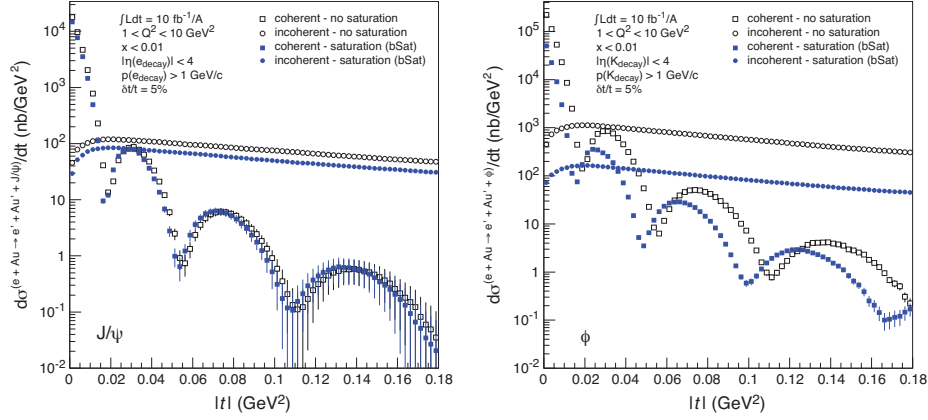 ∫Ldt = 10 fb⁻¹/A
1 < Q² < 10 GeV²
x < 0.01
|η(e_decay)| < 4
p(e_decay) > 1 GeV/c
δt/t = 5%
coherent - no saturation
incoherent - no saturation
coherent - saturation (bSat)
incoherent - saturation (bSat)
10⁴
10³
10²
10
1
10⁻¹
10⁻²
dσ^(e + Au → e' + Au' + J/ψ)/dt (nb/GeV²)
J/ψ
0 0.02 0.04 0.06 0.08 0.1 0.12 0.14 0.16 0.18
|t| (GeV²)
∫Ldt = 10 fb⁻¹/A
1 < Q² < 10 GeV²
x < 0.01
|η(K_decay)| < 4
p(K_decay) > 1 GeV/c
δt/t = 5%
coherent - no saturation
incoherent - no saturation
coherent - saturation (bSat)
incoherent - saturation (bSat)
10⁵
10⁴
10³
10²
10
1
10⁻¹
10⁻²
dσ^(e + Au → e' + Au' + ϕ)/dt (nb/GeV²)
ϕ
0 0.02 0.04 0.06 0.08 0.1 0.12 0.14 0.16 0.18
|t| (GeV²)